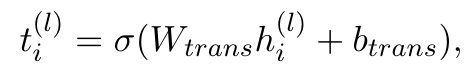 $t_i^{(l)} = \sigma(W_{trans} h_i^{(l)} + b_{trans}),$